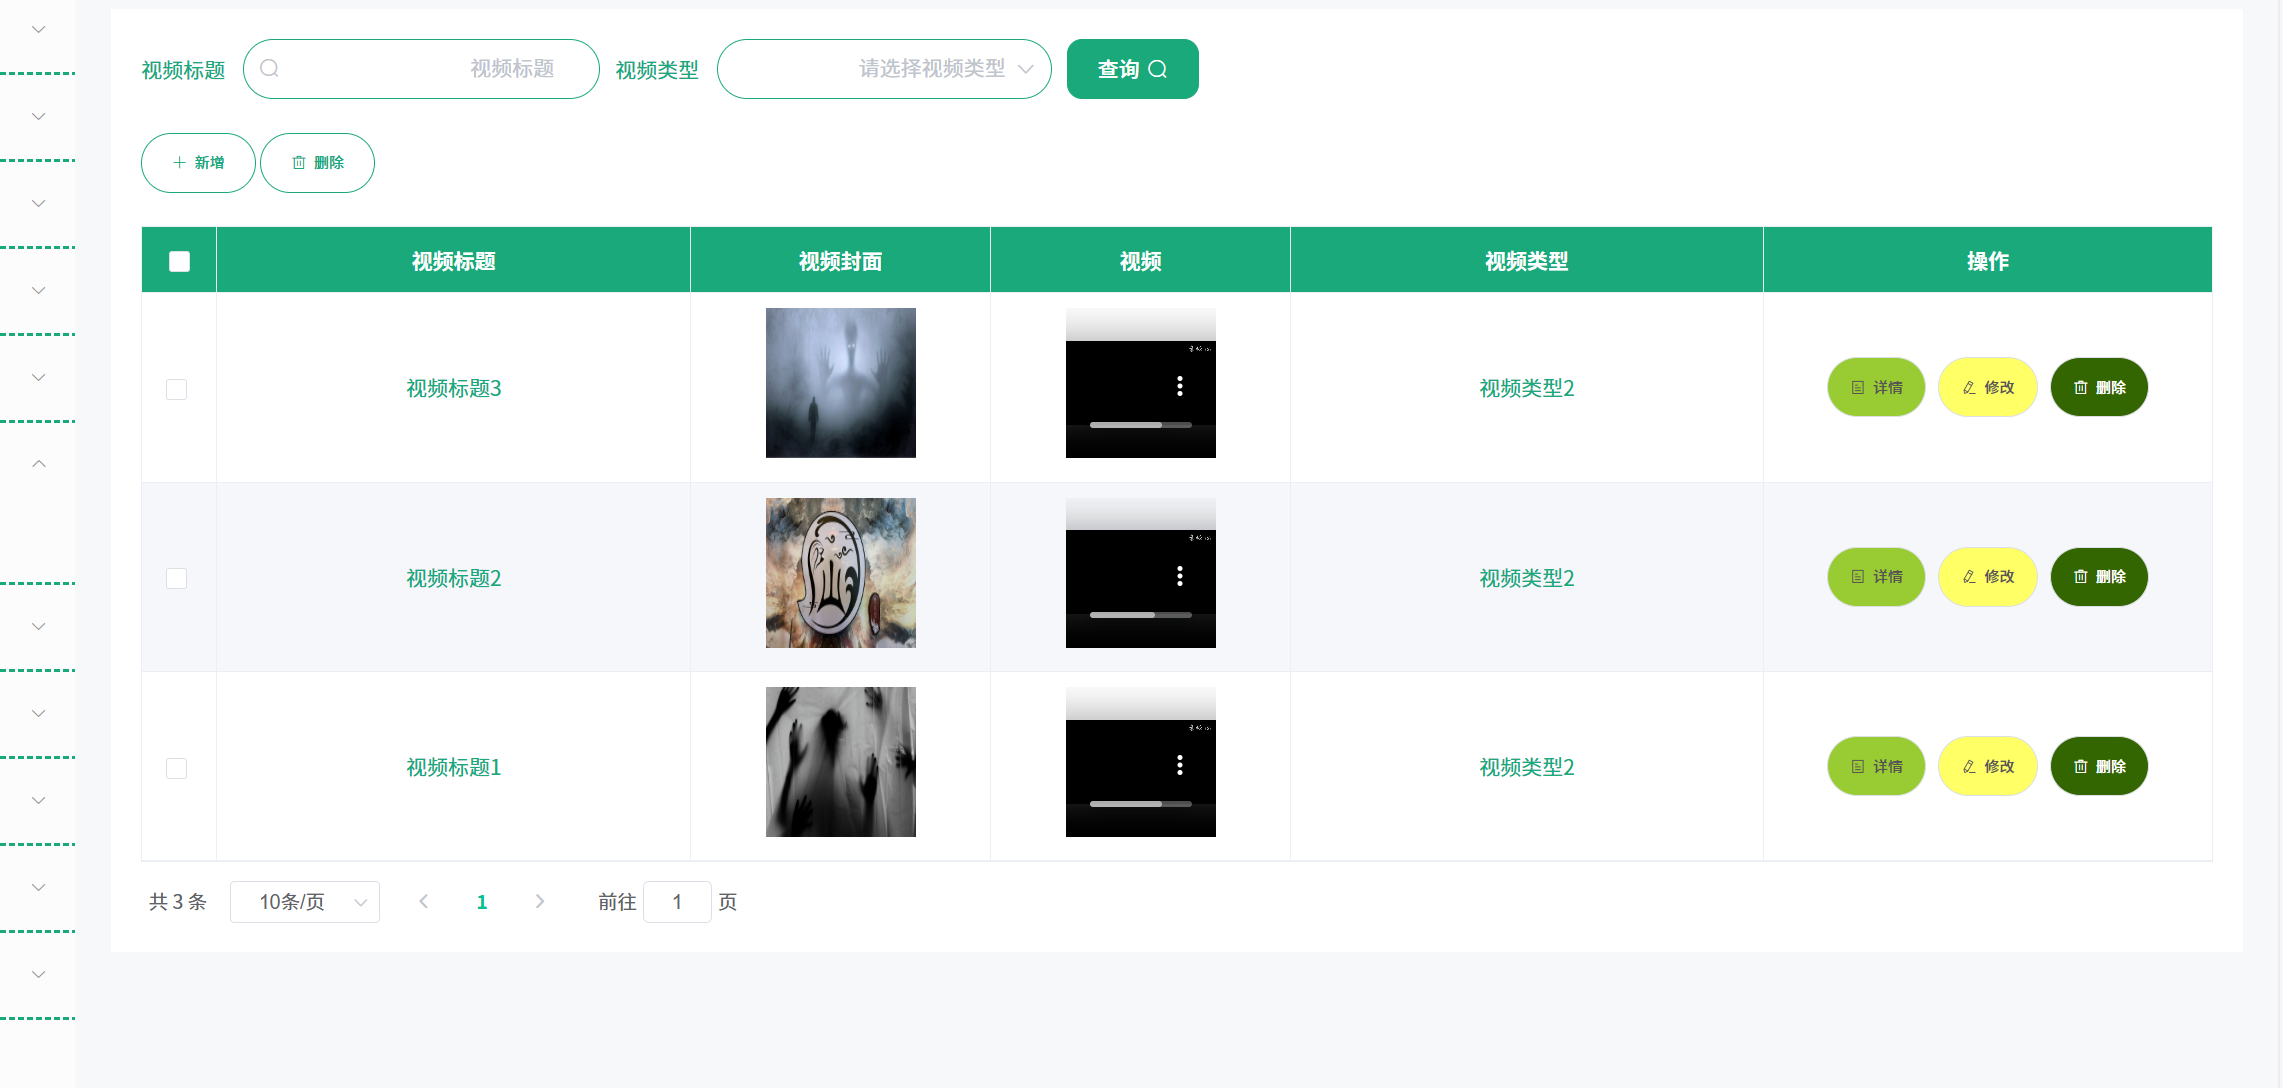 视频标题 视频标题 视频类型 请选择视频类型 查询
新增 删除
视频标题 视频封面 视频 视频类型 操作
视频标题3 视频类型2 详情 修改 删除
视频标题2 视频类型2 详情 修改 删除
视频标题1 视频类型2 详情 修改 删除
共 3 条 10条/页 1 前往 1 页